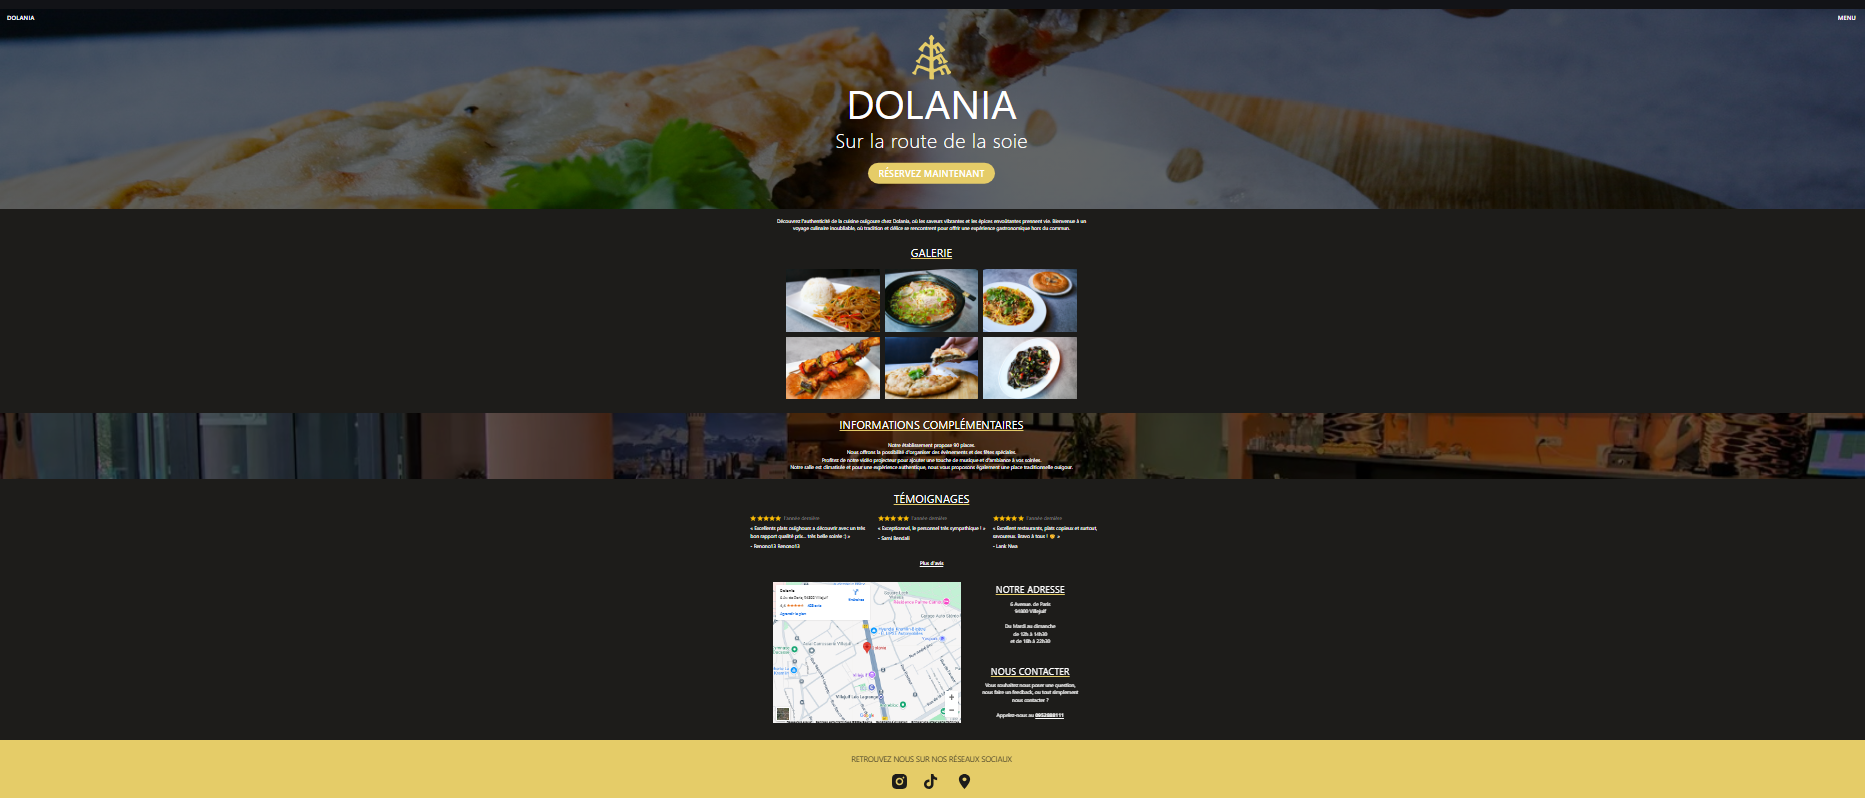 DOLANIA
MENU
DOLANIA
Sur la route de la soie
RÉSERVEZ MAINTENANT
Découvrez l'authenticité de la cuisine ouïgoure chez Dolania, où les saveurs vibrantes et les épices envoûtantes prennent vie. Bienvenue à un
voyage culinaire inoubliable, où tradition et délice se rencontrent pour offrir une expérience gastronomique hors du commun.
GALERIE
INFORMATIONS COMPLÉMENTAIRES
Notre établissement propose 90 places.
Nous offrons la possibilité d'organiser des événements et des fêtes spéciales.
Profitez de notre vidéo projecteur pour ajouter une touche de musique et d'ambiance à vos soirées.
Notre salle est climatisée et pour une expérience authentique, nous vous proposons également une place traditionnelle ouïgour.
TÉMOIGNAGES
l'année dernière
« Excellents plats ouïghours a découvrir avec un très
bon rapport qualité prix... très belle soirée :) »
- Renono13 Renono13
l'année dernière
« Exceptionnel, le personnel très sympathique ! »
- Sami Bendali
l'année dernière
« Excellent restaurants, plats copieux et surtout,
savoureux. Bravo à tous ! »
- Lank Nwa
Plus d'avis
Dolania
Agrandir le plan
Itinéraires
Villejuif Léo Lagrange
Google
NOTRE ADRESSE
6 Avenue. de Paris
94800 Villejuif
Du Mardi au dimanche
de 12h à 14h30
et de 18h à 22h30
NOUS CONTACTER
Vous souhaitez nous poser une question,
nous faire un feedback, ou tout simplement
nous contacter ?
Appelez-nous au
RETROUVEZ NOUS SUR NOS RÉSEAUX SOCIAUX